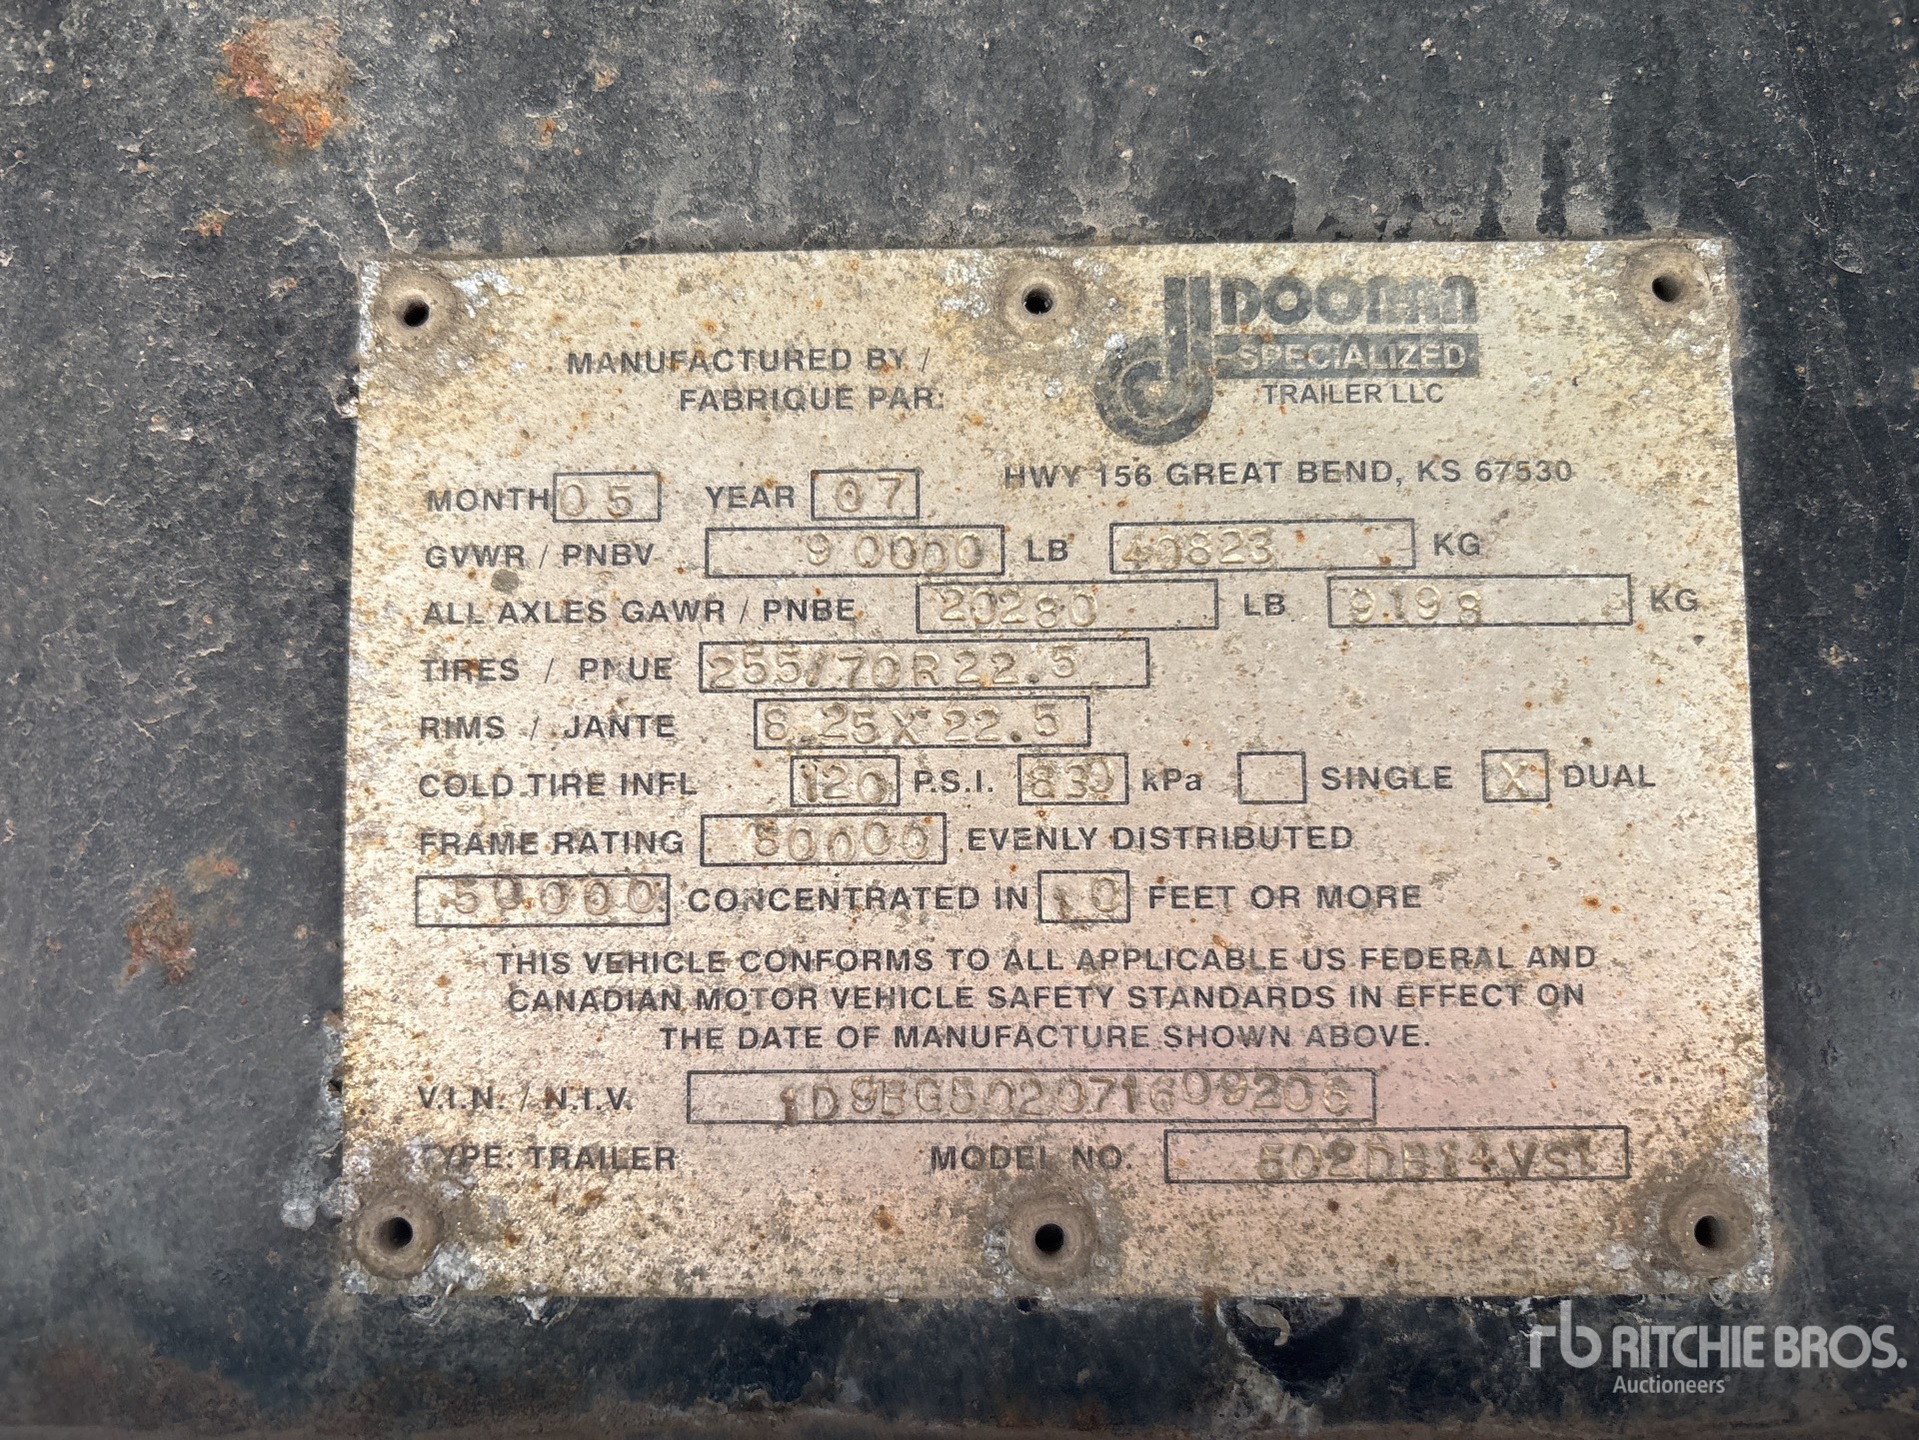 DOONAN
SPECIALIZED
TRAILER LLC
MANUFACTURED BY /
FABRIQUE PAR:
HWY 156 GREAT BEND, KS 67530
MONTH 05 YEAR 07
GVWR / PNBV 90000 LB 40823 KG
ALL AXLES GAWR / PNBE 20280 LB 9198 KG
TIRES / PNUE 255/70R22.5
RIMS / JANTE 8.25X22.5
COLD TIRE INFL 120 P.S.I. 830 kPa SINGLE X DUAL
FRAME RATING 80000 EVENLY DISTRIBUTED
50000 CONCENTRATED IN 10 FEET OR MORE
THIS VEHICLE CONFORMS TO ALL APPLICABLE US FEDERAL AND
CANADIAN MOTOR VEHICLE SAFETY STANDARDS IN EFFECT ON
THE DATE OF MANUFACTURE SHOWN ABOVE.
V.I.N. / N.I.V.
TYPE: TRAILER MODEL NO.
rb RITCHIE BROS.
Auctioneers